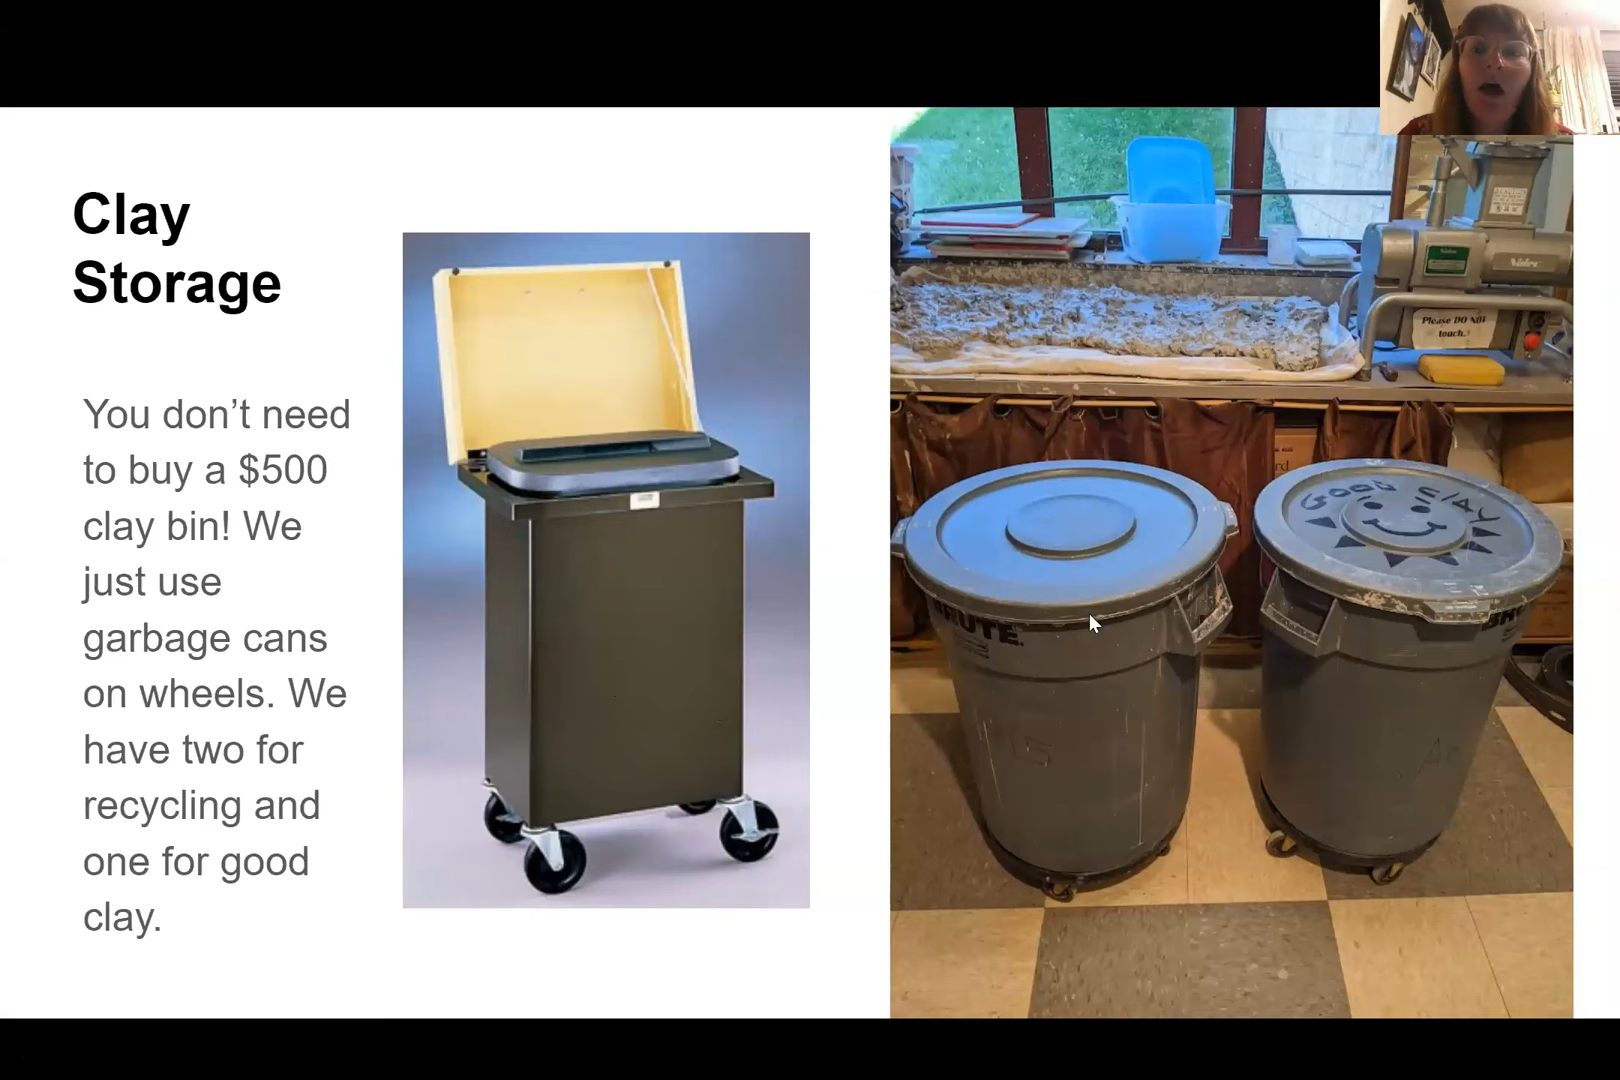 Clay
Storage
You don’t need
to buy a $500
clay bin! We
just use
garbage cans
on wheels. We
have two for
recycling and
one for good
clay.
Nidec
Please DO NOT
touch.
GOOD CLAY
BRUTE